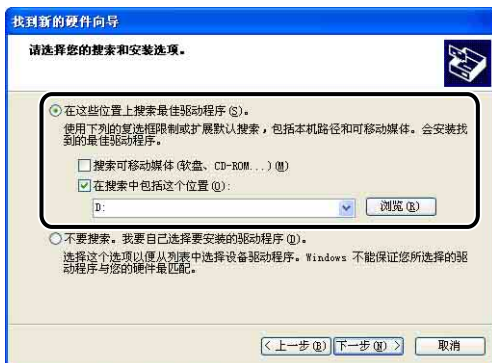 找到新的硬件向导
请选择您的搜索和安装选项。
在这些位置上搜索最佳驱动程序(S)。
使用下列的复选框限制或扩展默认搜索，包括本机路径和可移动媒体。会安装找
到的最佳驱动程序。
搜索可移动媒体(软盘、CD-ROM...)(M)
在搜索中包括这个位置(O):
D: 浏览(R)
不要搜索。我要自己选择要安装的驱动程序(D)。
选择这个选项以便从列表中选择设备驱动程序。Windows 不能保证您所选择的驱
动程序与您的硬件最匹配。
< 上一步(B) 下一步(N) > 取消